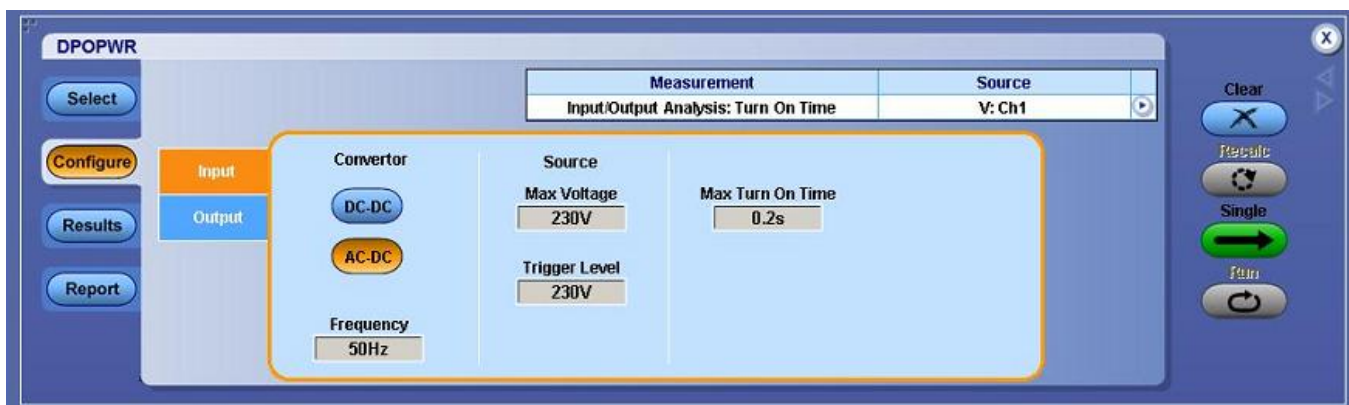 DPOPWR
Select
Configure
Results
Report
Measurement Source
Input/Output Analysis: Turn On Time V: Ch1
Input
Output
Convertor
DC-DC
AC-DC
Frequency
50Hz
Source
Max Voltage
230V
Trigger Level
230V
Max Turn On Time
0.2s
X
Clear
Recalc
Single
Run